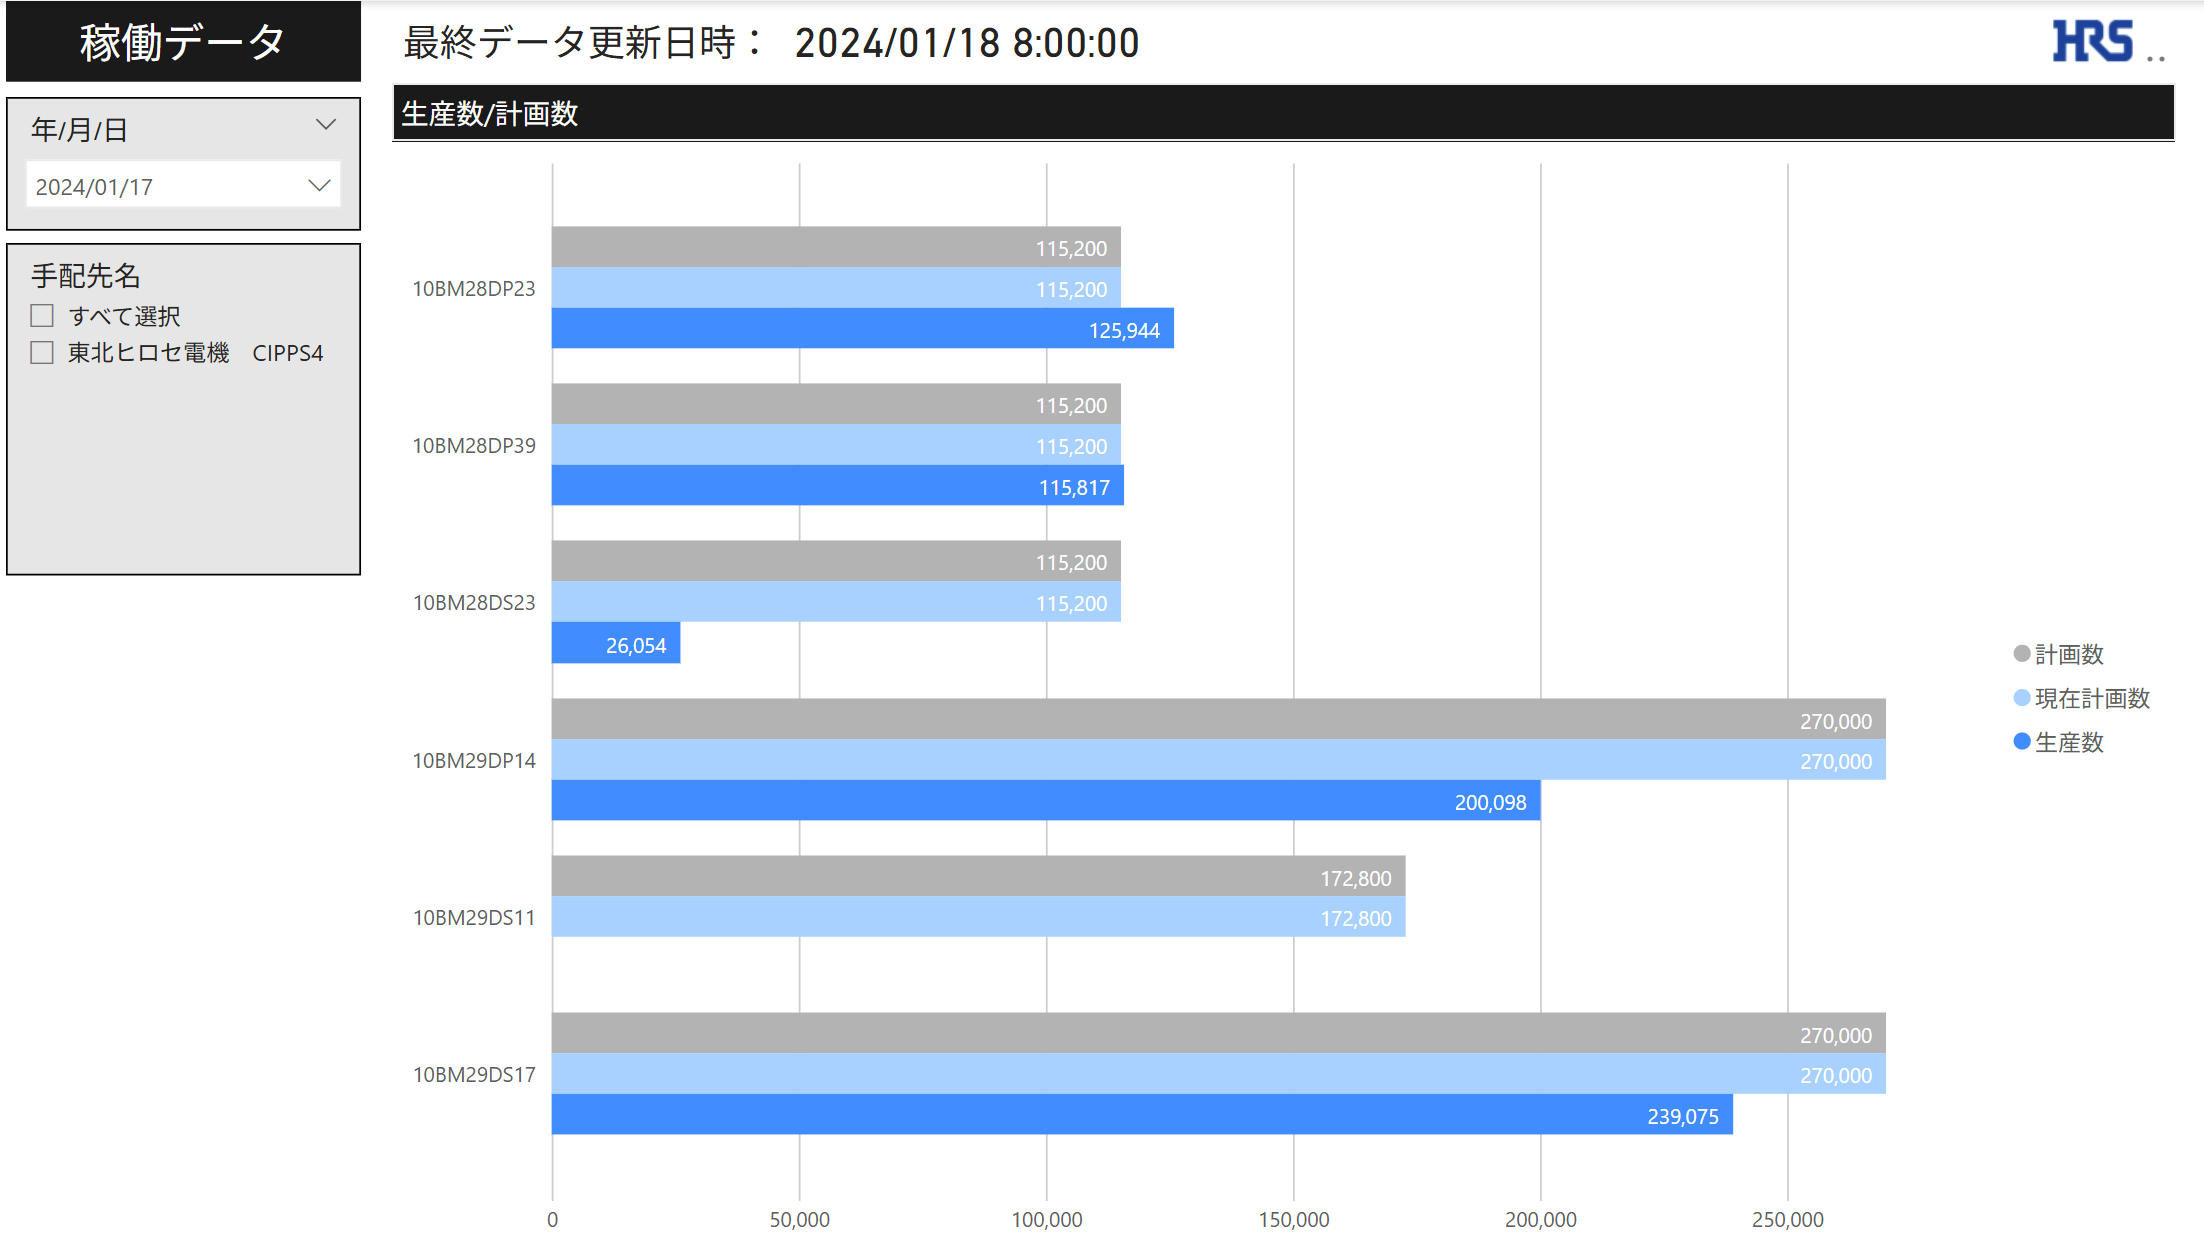 稼働データ
最終データ更新日時： 2024/01/18 8:00:00
HRS ..
年/月/日
2024/01/17
手配先名
すべて選択
東北ヒロセ電機　CIPPS4
生産数/計画数
10BM28DP23
115,200
115,200
125,944
10BM28DP39
115,200
115,200
115,817
10BM28DS23
115,200
115,200
26,054
10BM29DP14
270,000
270,000
200,098
10BM29DS11
172,800
172,800
10BM29DS17
270,000
270,000
239,075
0 50,000 100,000 150,000 200,000 250,000
計画数
現在計画数
生産数